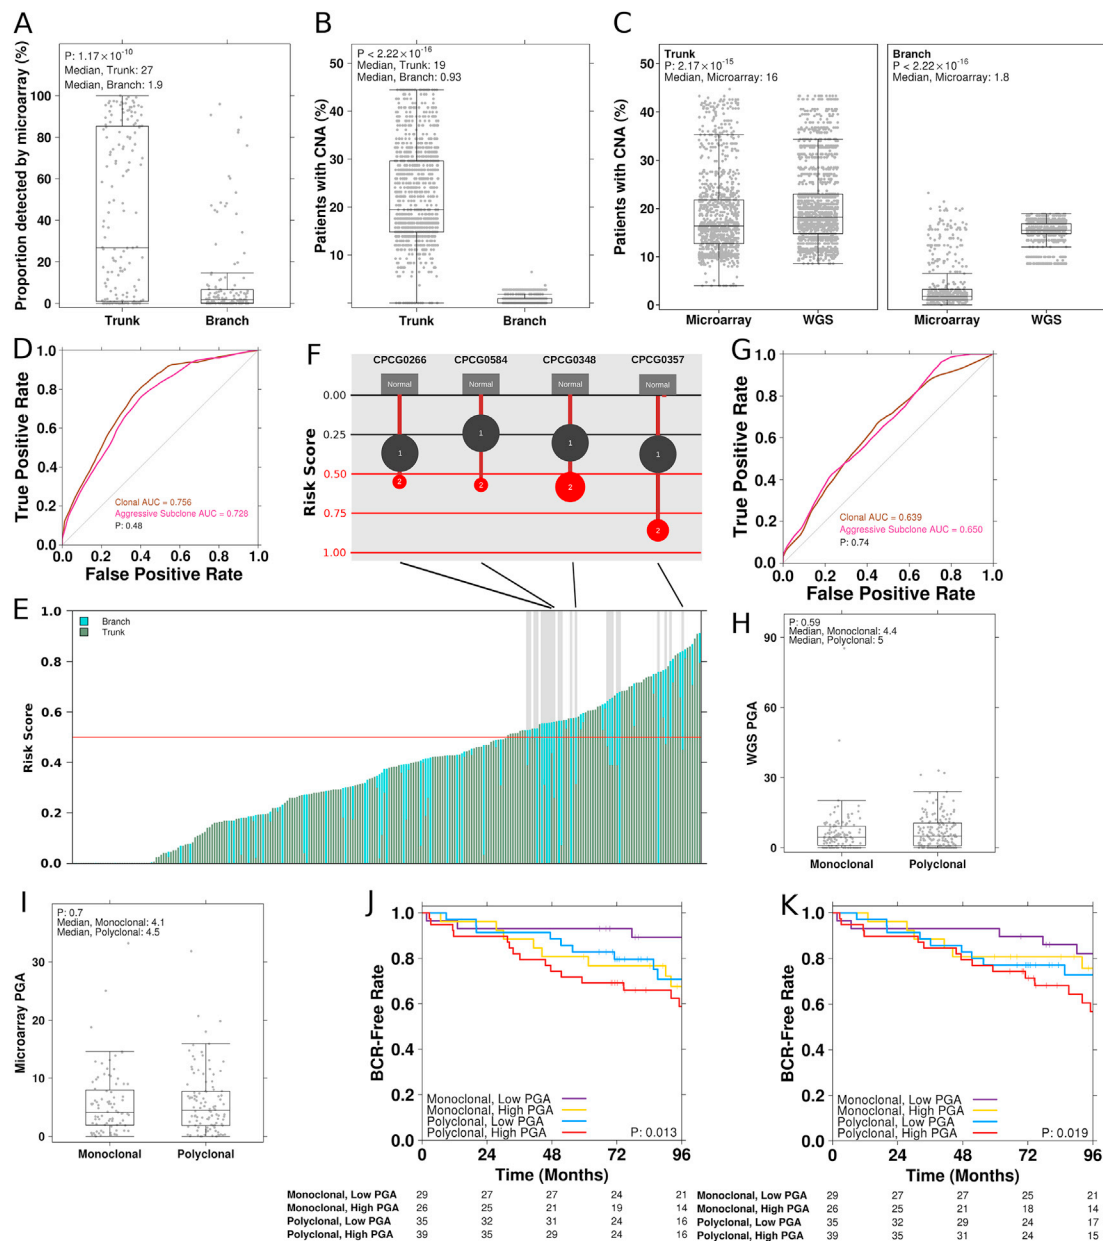 A
Proportion detected by microarray (%)
P: 1.17×10⁻¹⁰
Median, Trunk: 27
Median, Branch: 1.9
100
80
60
40
20
0
Trunk Branch
B
Patients with CNA (%)
P < 2.22×10⁻¹⁶
Median, Trunk: 19
Median, Branch: 0.93
50
40
30
20
10
0
Trunk Branch
C
Patients with CNA (%)
Trunk
P: 2.17×10⁻¹⁵
Median, Microarray: 16
50
40
30
20
10
0
Microarray WGS
Branch
P < 2.22×10⁻¹⁶
Median, Microarray: 1.8
Microarray WGS
D
True Positive Rate
1.0
0.8
0.6
0.4
0.2
0.0
Clonal AUC = 0.756
Aggressive Subclone AUC = 0.728
P: 0.48
0.0 0.2 0.4 0.6 0.8 1.0
False Positive Rate
F
CPCG0266 CPCG0584 CPCG0348 CPCG0357
Normal Normal Normal Normal
Risk Score
0.00
0.25
0.50
0.75
1.00
1 1 1 1
2 2 2 2
G
True Positive Rate
1.0
0.8
0.6
0.4
0.2
0.0
Clonal AUC = 0.639
Aggressive Subclone AUC = 0.650
P: 0.74
0.0 0.2 0.4 0.6 0.8 1.0
False Positive Rate
E
Risk Score
1.0
0.8
0.6
0.4
0.2
0.0
Branch
Trunk
H
WGS PGA
P: 0.59
Median, Monoclonal: 4.4
Median, Polyclonal: 5
90
60
30
0
Monoclonal Polyclonal
I
Microarray PGA
P: 0.7
Median, Monoclonal: 4.1
Median, Polyclonal: 4.5
30
20
10
0
Monoclonal Polyclonal
J
BCR-Free Rate
1.0
0.8
0.6
0.4
0.2
0.0
Monoclonal, Low PGA
Monoclonal, High PGA
Polyclonal, Low PGA
Polyclonal, High PGA
P: 0.013
0 24 48 72 96
Time (Months)
Monoclonal, Low PGA 29 27 27 24 21
Monoclonal, High PGA 26 25 21 19 14
Polyclonal, Low PGA 35 32 31 24 16
Polyclonal, High PGA 39 35 29 24 16
K
BCR-Free Rate
1.0
0.8
0.6
0.4
0.2
0.0
Monoclonal, Low PGA
Monoclonal, High PGA
Polyclonal, Low PGA
Polyclonal, High PGA
P: 0.019
0 24 48 72 96
Time (Months)
Monoclonal, Low PGA 29 27 27 25 21
Monoclonal, High PGA 26 25 21 18 14
Polyclonal, Low PGA 35 32 29 24 17
Polyclonal, High PGA 39 35 31 24 15